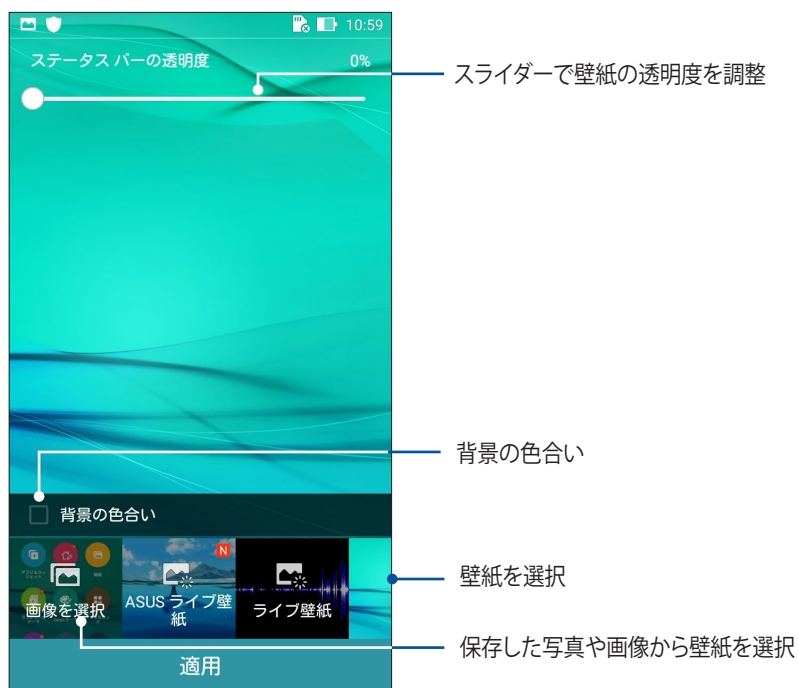 10:59
ステータス バーの透明度 0%
スライダーで壁紙の透明度を調整
背景の色合い
背景の色合い
N
画像を選択
ASUS ライブ壁
紙
ライブ壁紙
壁紙を選択
保存した写真や画像から壁紙を選択
適用